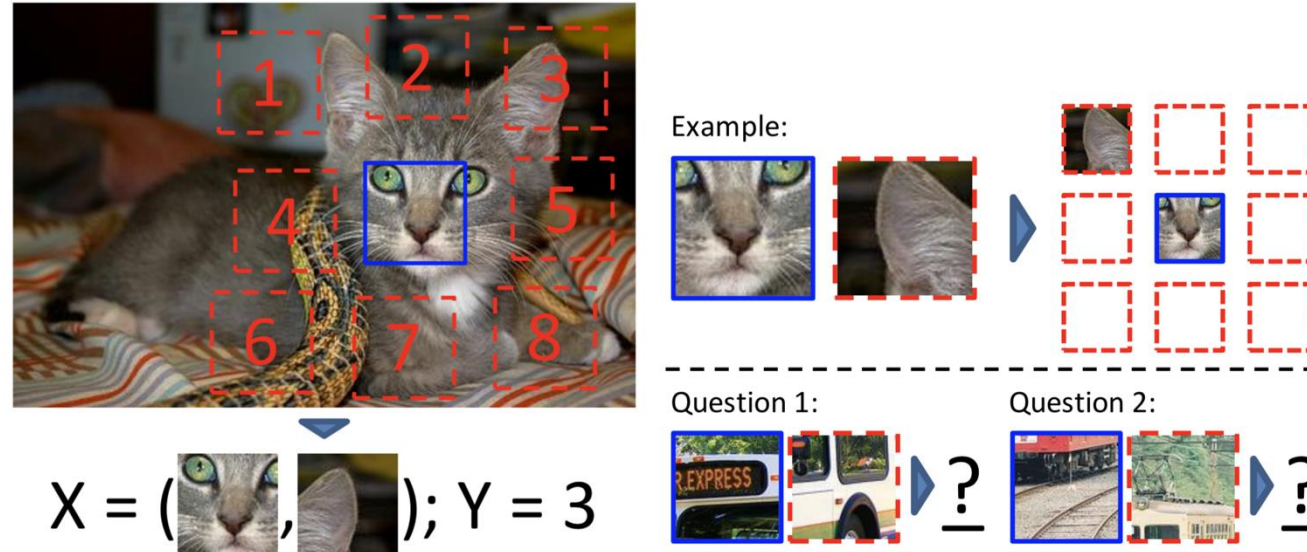 1 2 3
4 5
6 7 8
X = ( , ); Y = 3
Example:
Question 1:
Question 2:
R.EXPRESS
?
?